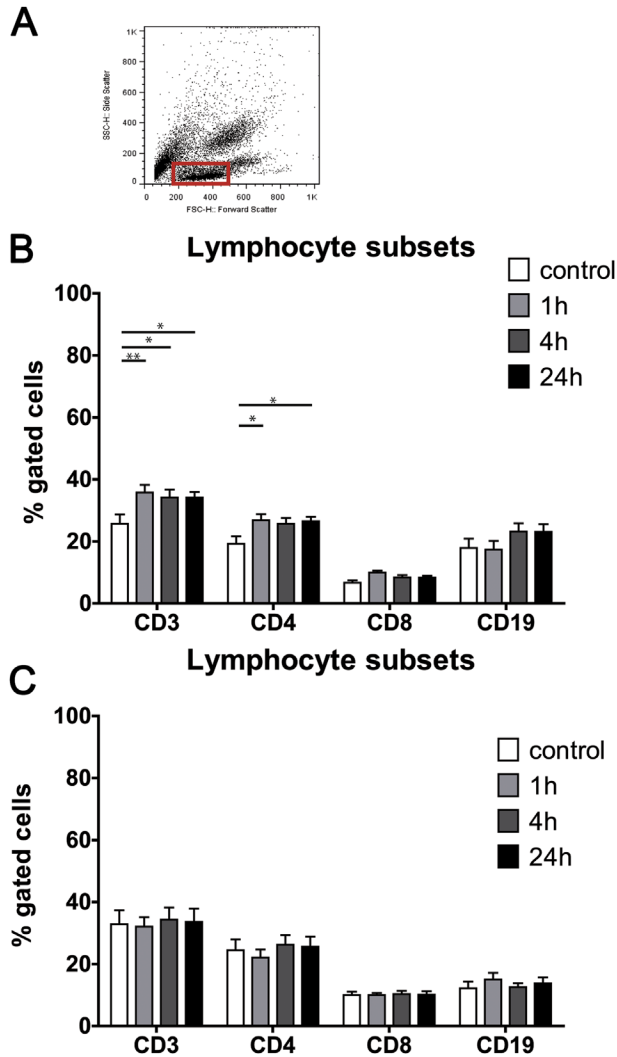 A
1K
800
600
400
200
0
SSC-H:: Side Scatter
0 200 400 600 800 1K
FSC-H:: Forward Scatter
B
Lymphocyte subsets
control
1h
4h
24h
100
80
60
40
20
0
% gated cells
*
*
**
*
*
CD3 CD4 CD8 CD19
C
Lymphocyte subsets
control
1h
4h
24h
100
80
60
40
20
0
% gated cells
CD3 CD4 CD8 CD19